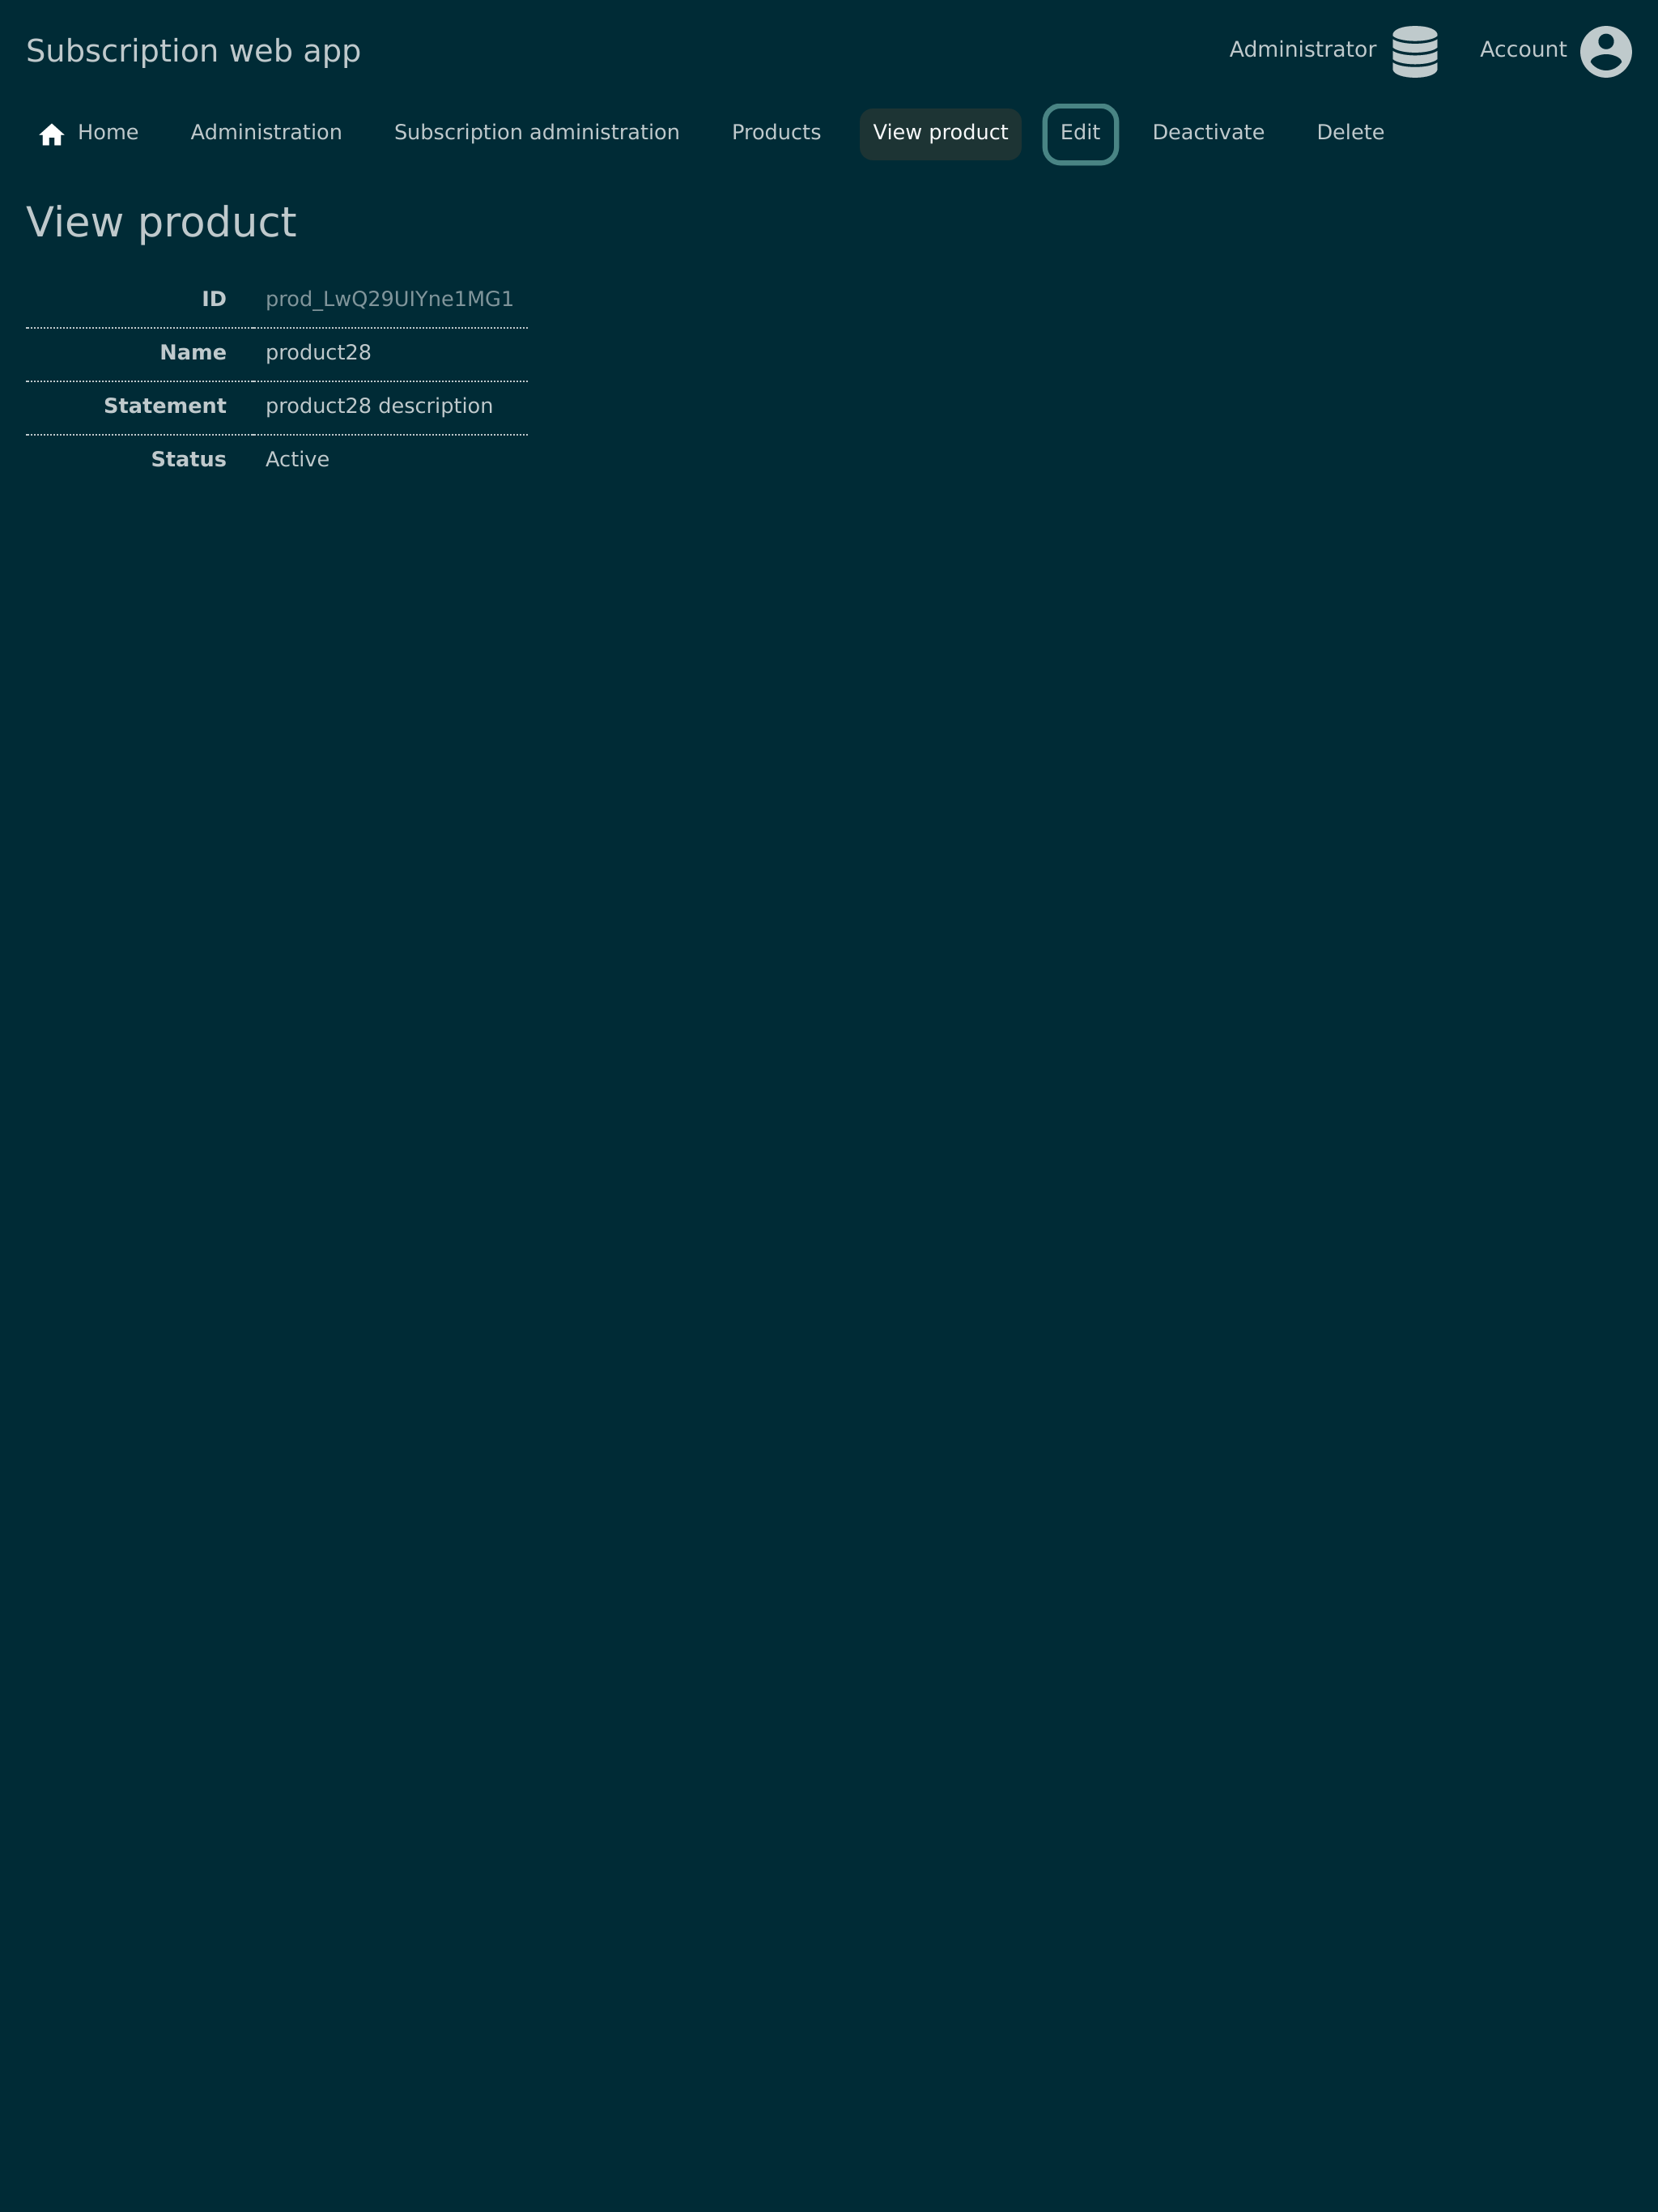 Subscription web app
Administrator
Account
Home
Administration
Subscription administration
Products
View product
Edit
Deactivate
Delete
View product
ID prod_LwQ29UIYne1MG1
Name product28
Statement product28 description
Status Active